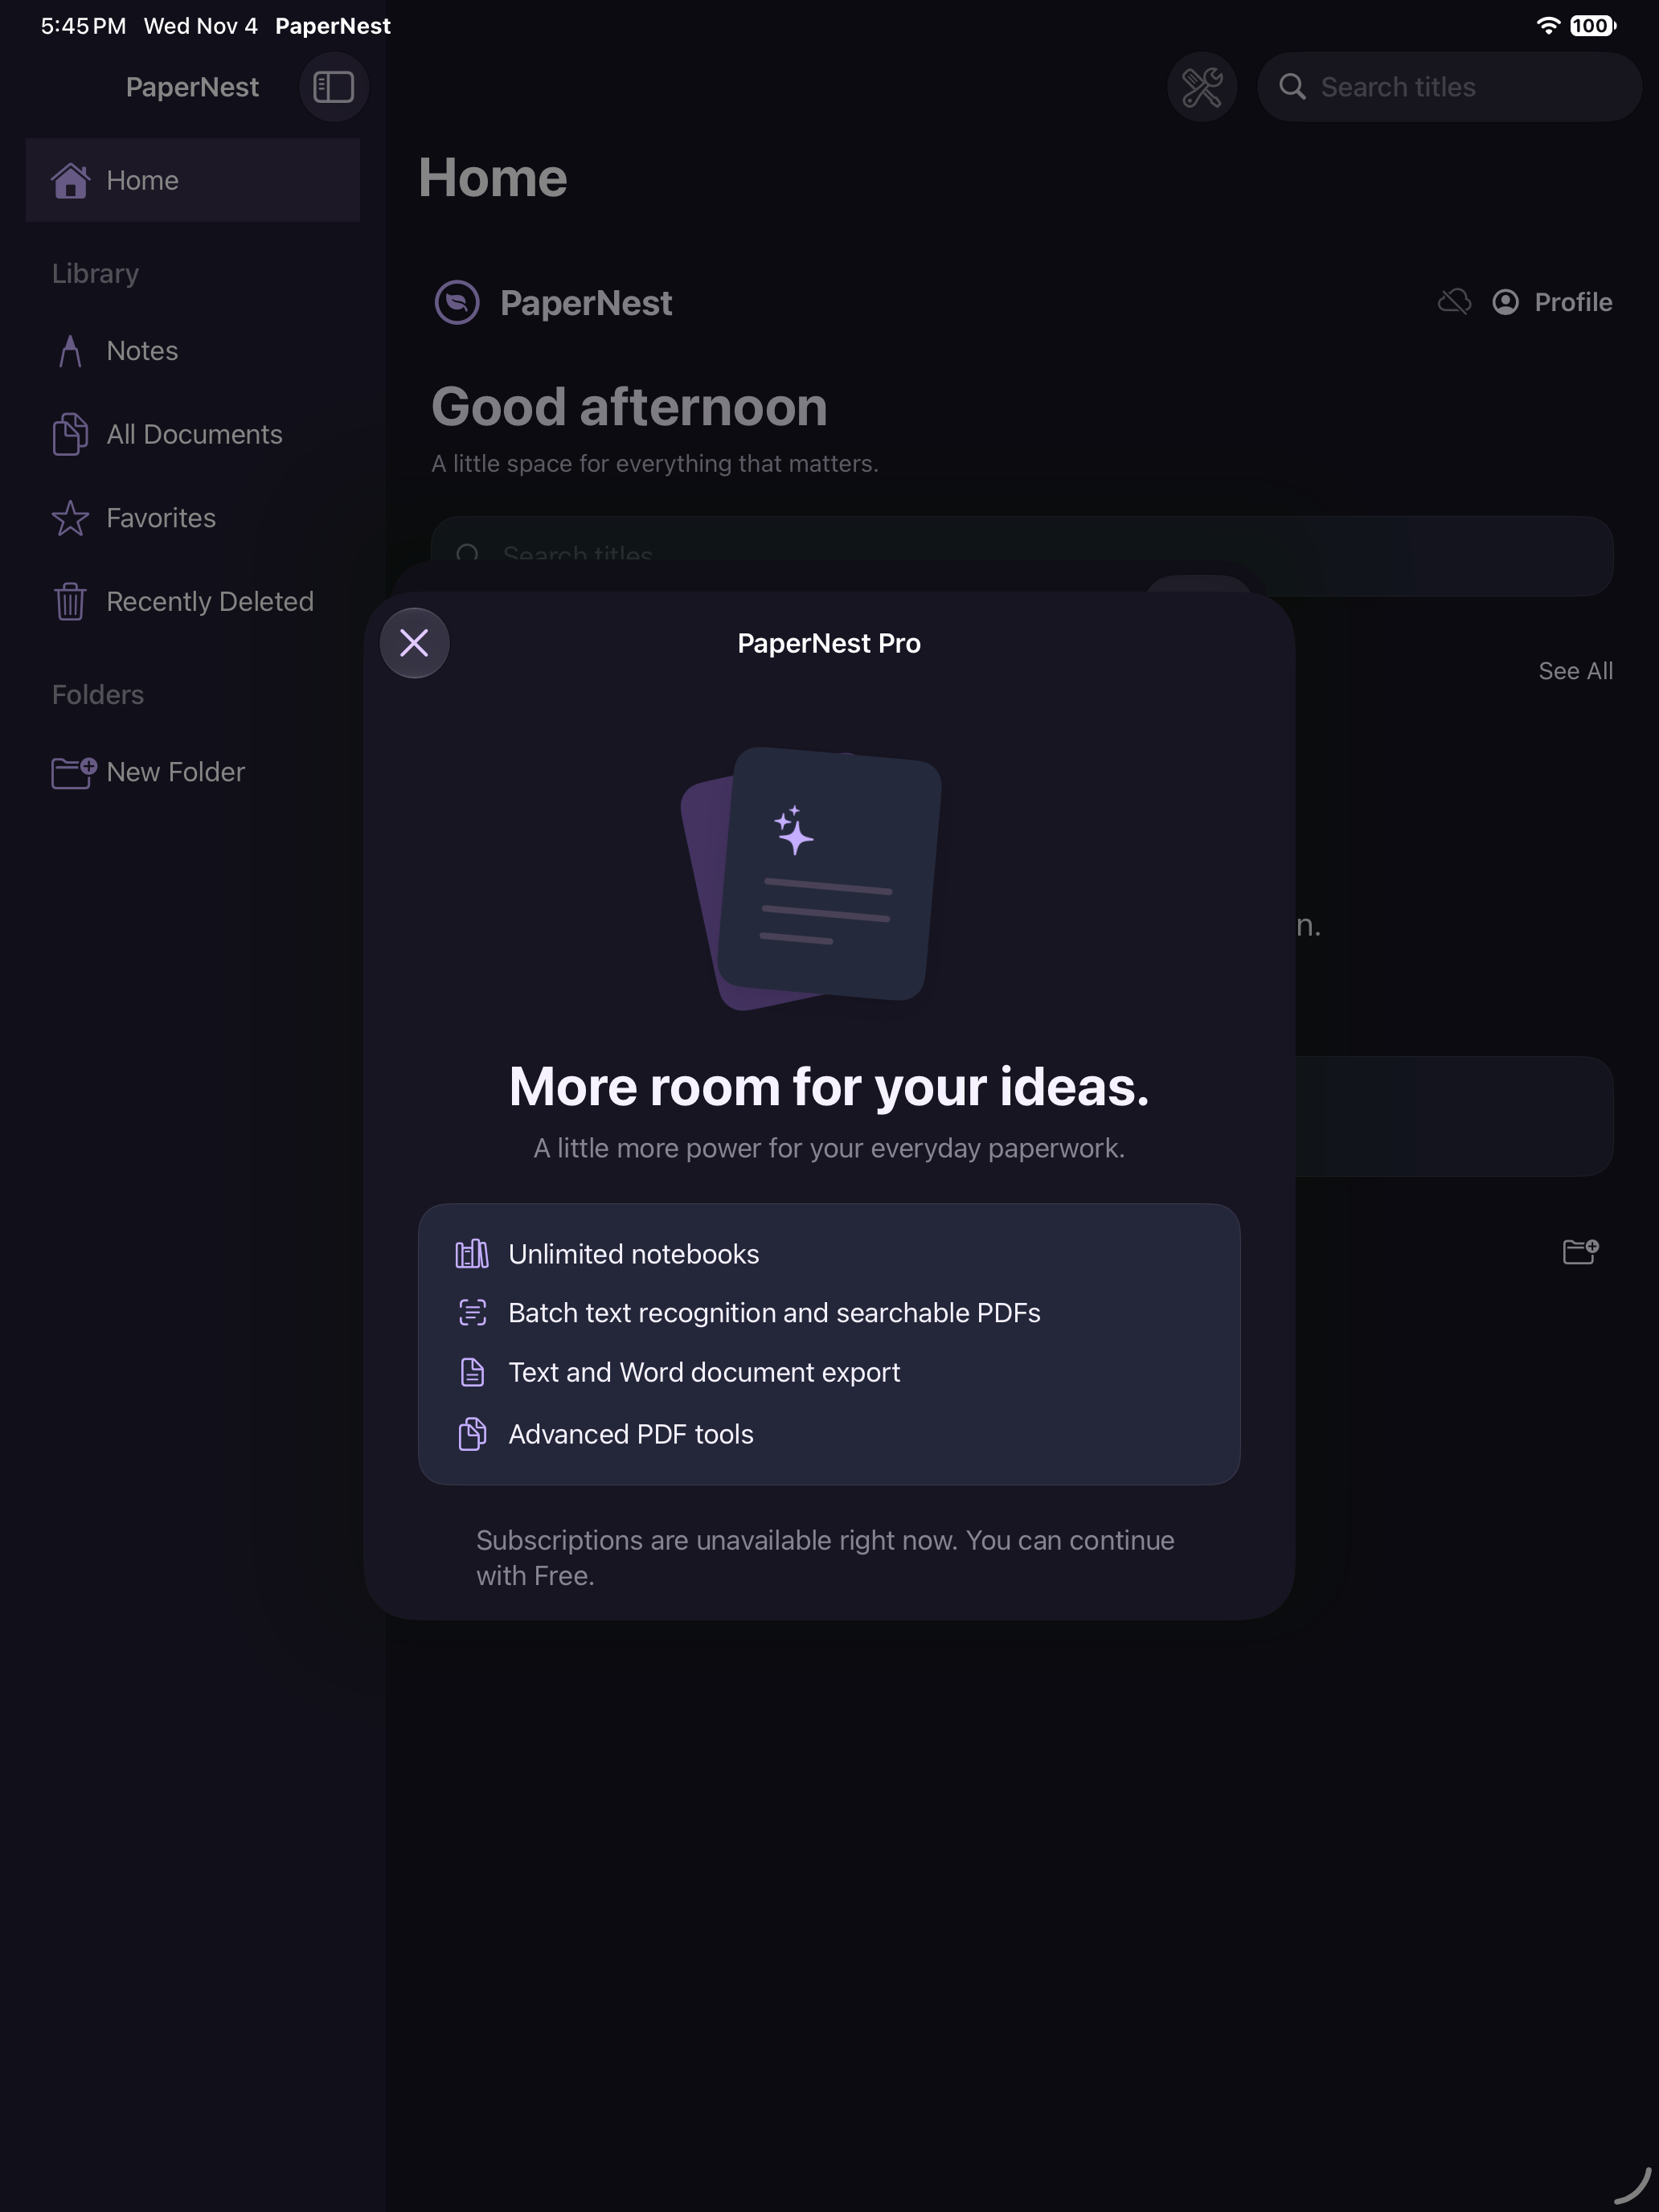 5:45 PM Wed Nov 4 PaperNest
100
PaperNest
Search titles
Home
Home
Library
Notes
All Documents
Favorites
Recently Deleted
Folders
New Folder
PaperNest
Profile
Good afternoon
A little space for everything that matters.
Search titles
See All
n.
PaperNest Pro
More room for your ideas.
A little more power for your everyday paperwork.
Unlimited notebooks
Batch text recognition and searchable PDFs
Text and Word document export
Advanced PDF tools
Subscriptions are unavailable right now. You can continue
with Free.